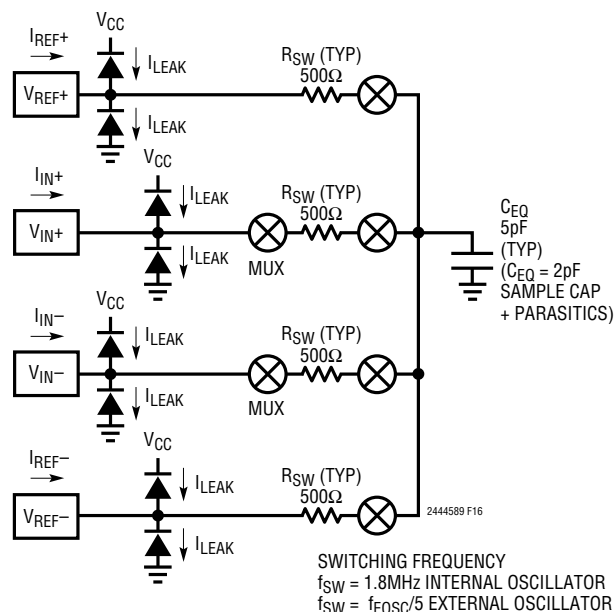 VCC
IREF+
ILEAK
RSW (TYP)
500Ω
VREF+
ILEAK
VCC
IIN+
ILEAK
RSW (TYP)
500Ω
VIN+
ILEAK
MUX
CEQ
5pF
(TYP)
(CEQ = 2pF
SAMPLE CAP
+ PARASITICS)
VCC
IIN–
ILEAK
RSW (TYP)
500Ω
VIN–
ILEAK
MUX
VCC
IREF–
ILEAK
RSW (TYP)
500Ω
VREF–
ILEAK
2444589 F16
SWITCHING FREQUENCY
fSW = 1.8MHz INTERNAL OSCILLATOR
fSW = fEOSC/5 EXTERNAL OSCILLATOR